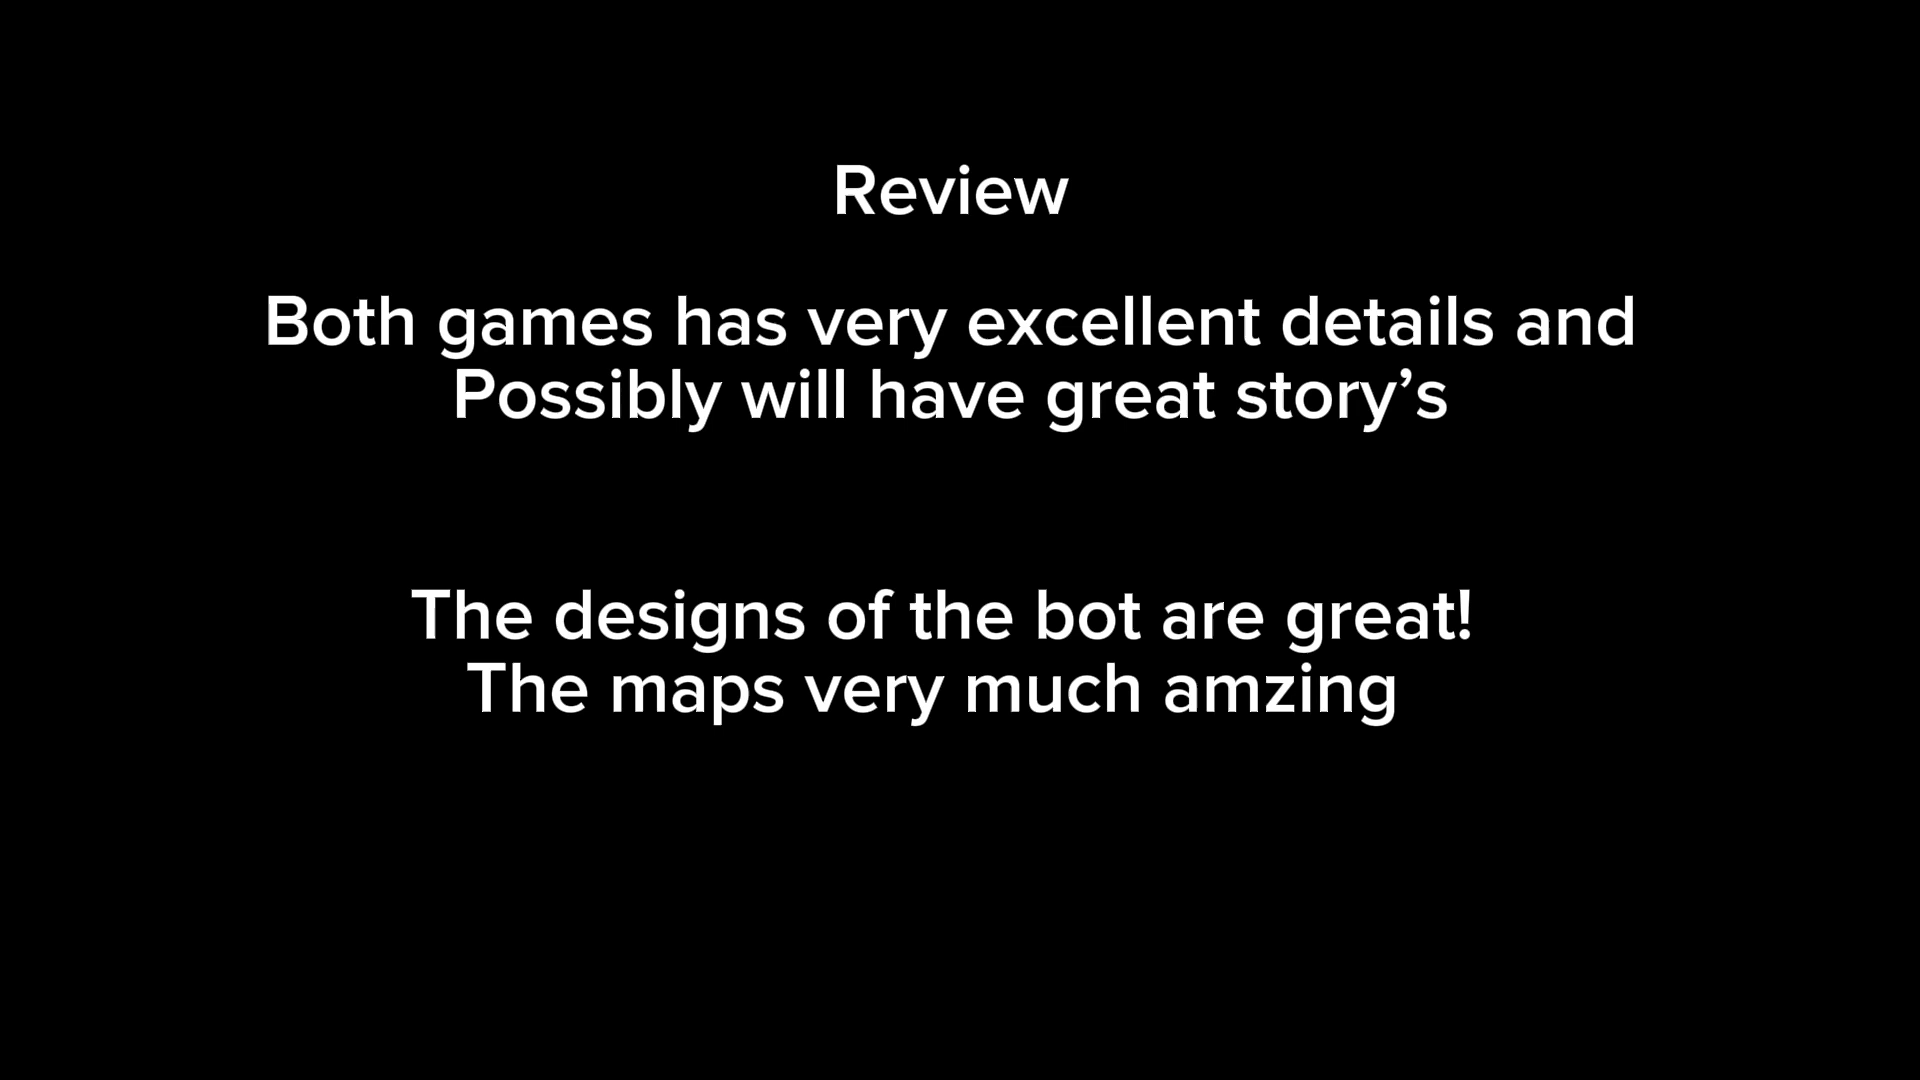 Review
Both games has very excellent details and
Possibly will have great story’s
The designs of the bot are great!
The maps very much amzing